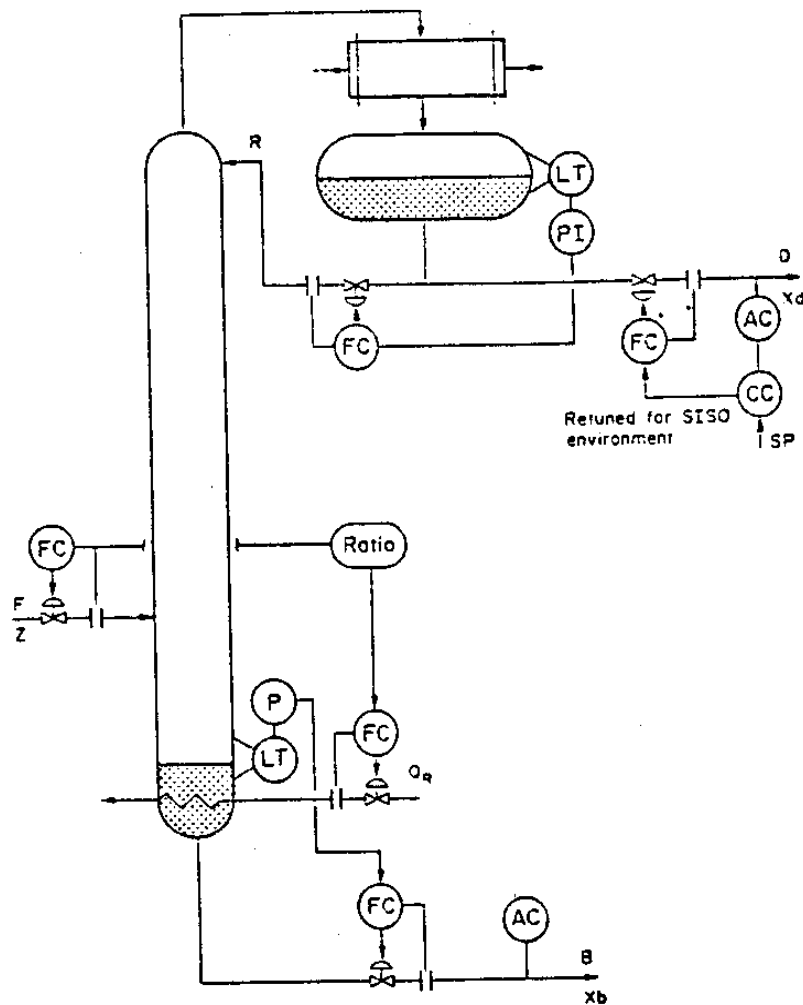 R
LT
PI
D
Xd
FC
FC
AC
CC
Retuned for SISO
environment
SP
FC
Ratio
F
Z
P
FC
LT
QR
FC
AC
B
Xb